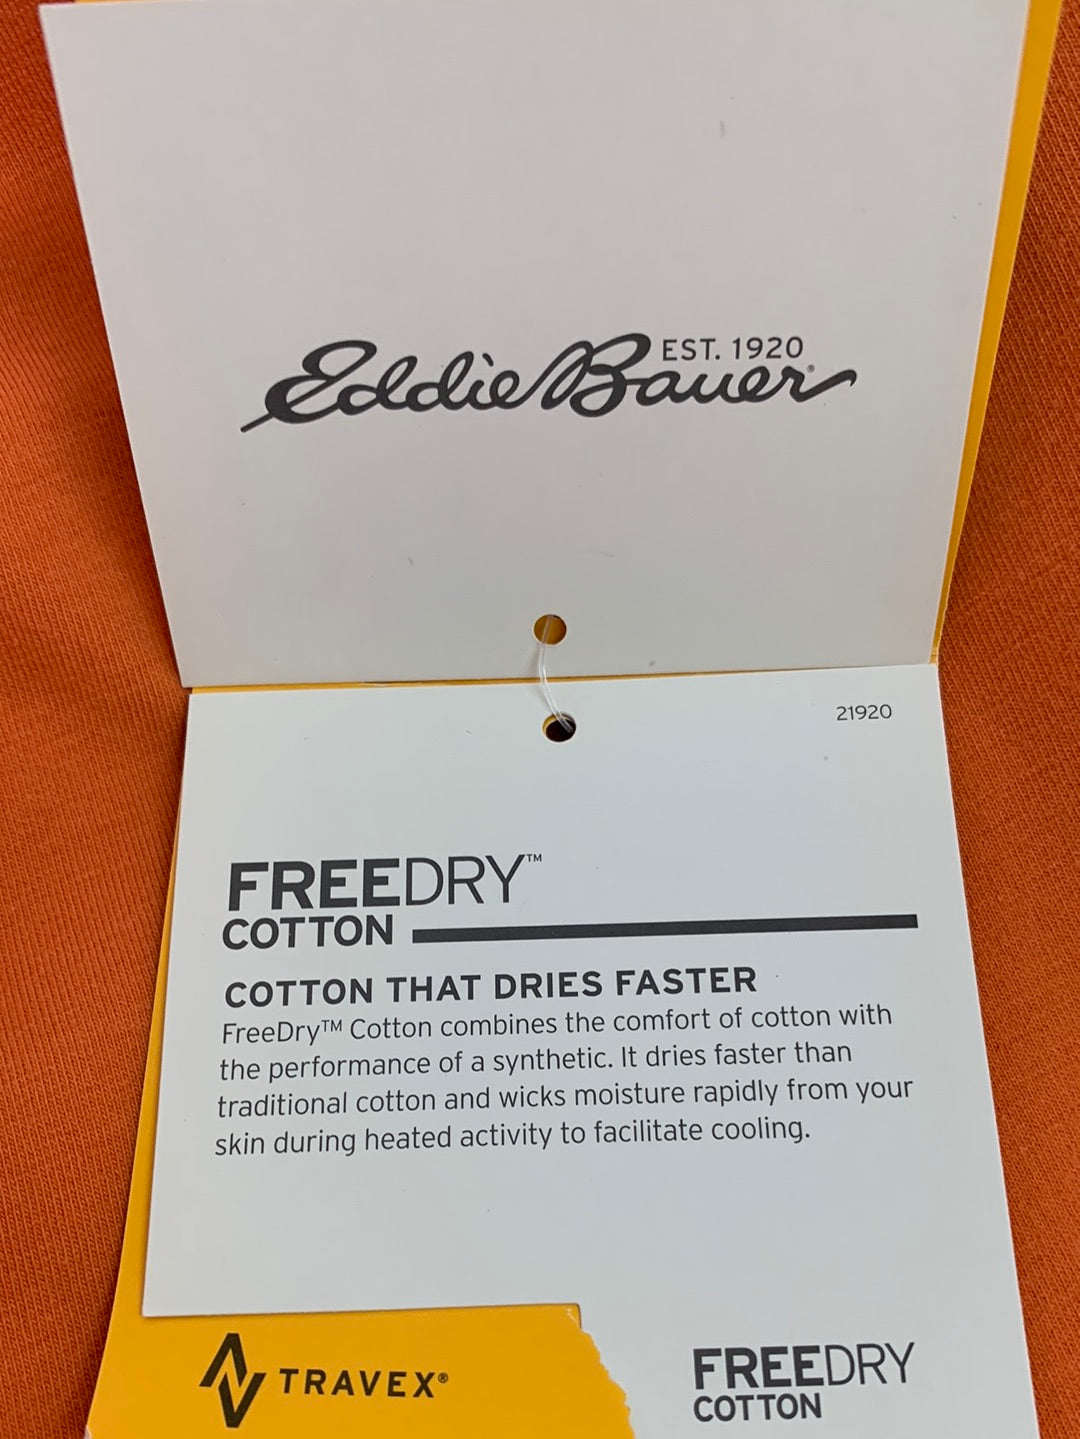 EST. 1920
Eddie Bauer®
21920
FREEDRY™
COTTON
COTTON THAT DRIES FASTER
FreeDry™ Cotton combines the comfort of cotton with
the performance of a synthetic. It dries faster than
traditional cotton and wicks moisture rapidly from your
skin during heated activity to facilitate cooling.
TRAVEX®
FREEDRY
COTTON